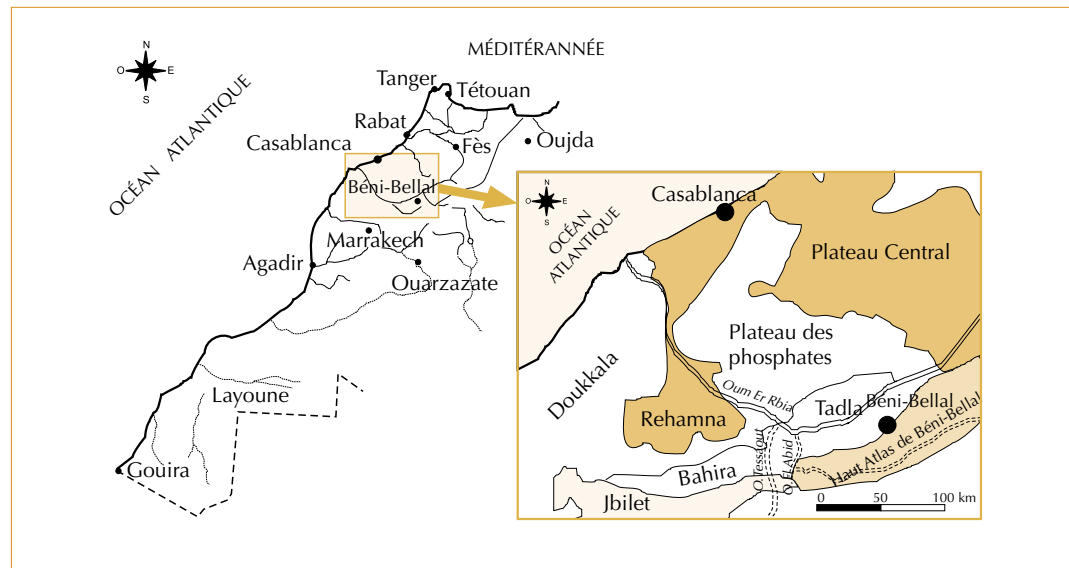 N
O
E
S
MÉDITÉRANNÉE
OCÉAN ATLANTIQUE
Tanger
Tétouan
Rabat
Casablanca
Fès
Oujda
Béni-Bellal
Marrakech
Agadir
Ouarzazate
Layoune
Gouira
N
O
E
S
OCÉAN
ATLANTIQUE
Casablanca
Plateau Central
Plateau des
phosphates
Doukkala
Oum Er Rbia
Rehamna
Tadla
Béni-Bellal
Haut Atlas de Béni-Bellal
O. Tessaout
O. El Abid
Bahira
Jbilet
0 50 100 km